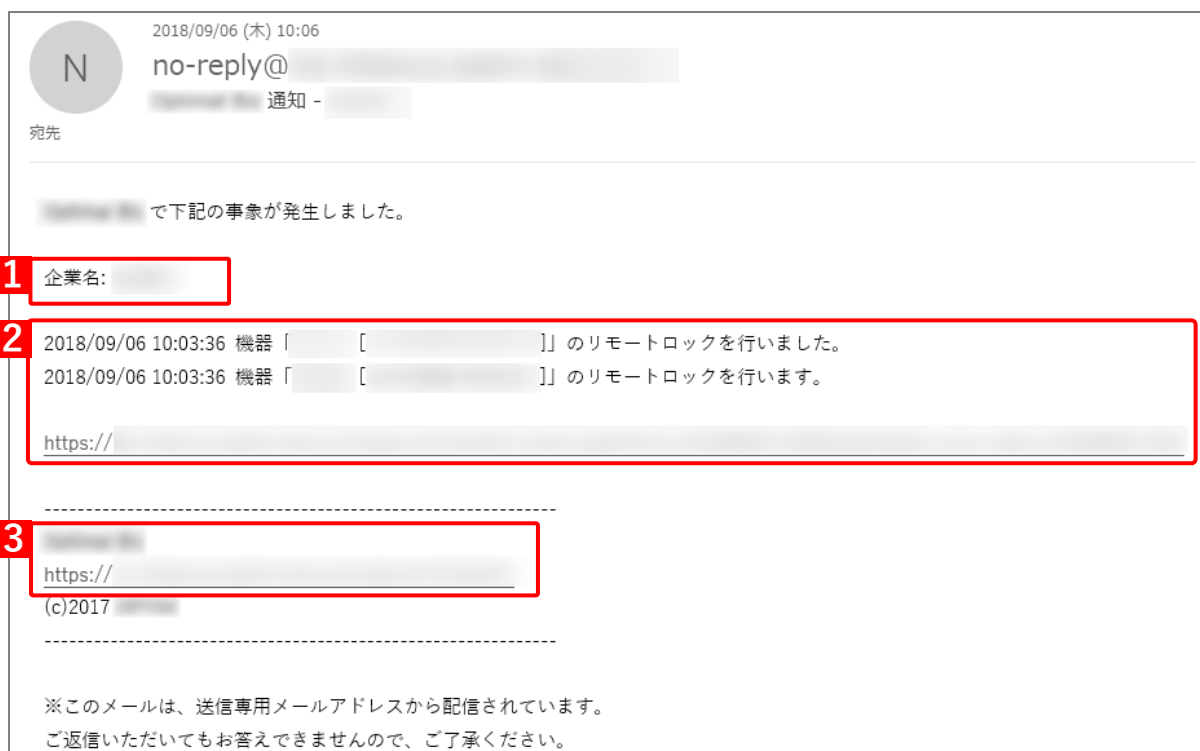 2018/09/06 (木) 10:06
N
no-reply@
通知 -
宛先
で下記の事象が発生しました。
1
企業名:
2
2018/09/06 10:03:36 機器「 [ ]」のリモートロックを行いました。
2018/09/06 10:03:36 機器「 [ ]」のリモートロックを行います。
https://
--------------------------------------------------------------
3
https://
(c)2017
--------------------------------------------------------------
※このメールは、送信専用メールアドレスから配信されています。
ご返信いただいてもお答えできませんので、ご了承ください。